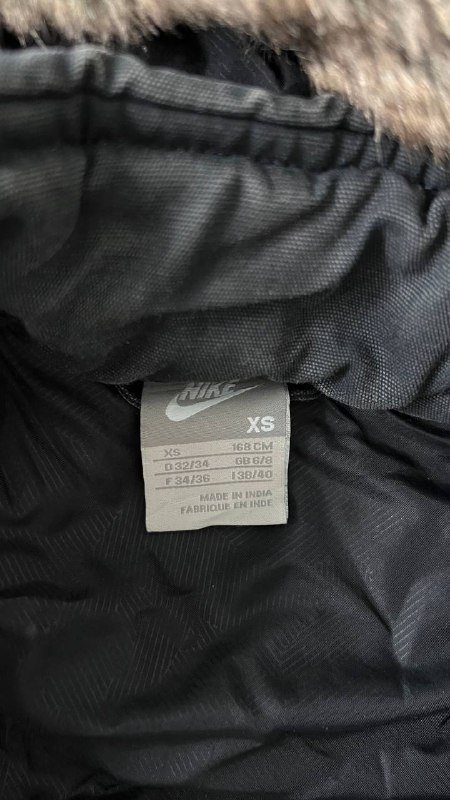 NIKE
XS
XS 168 CM
D 32/34 GB 6/8
F 34/36 I 38/40
MADE IN INDIA
FABRIQUE EN INDE